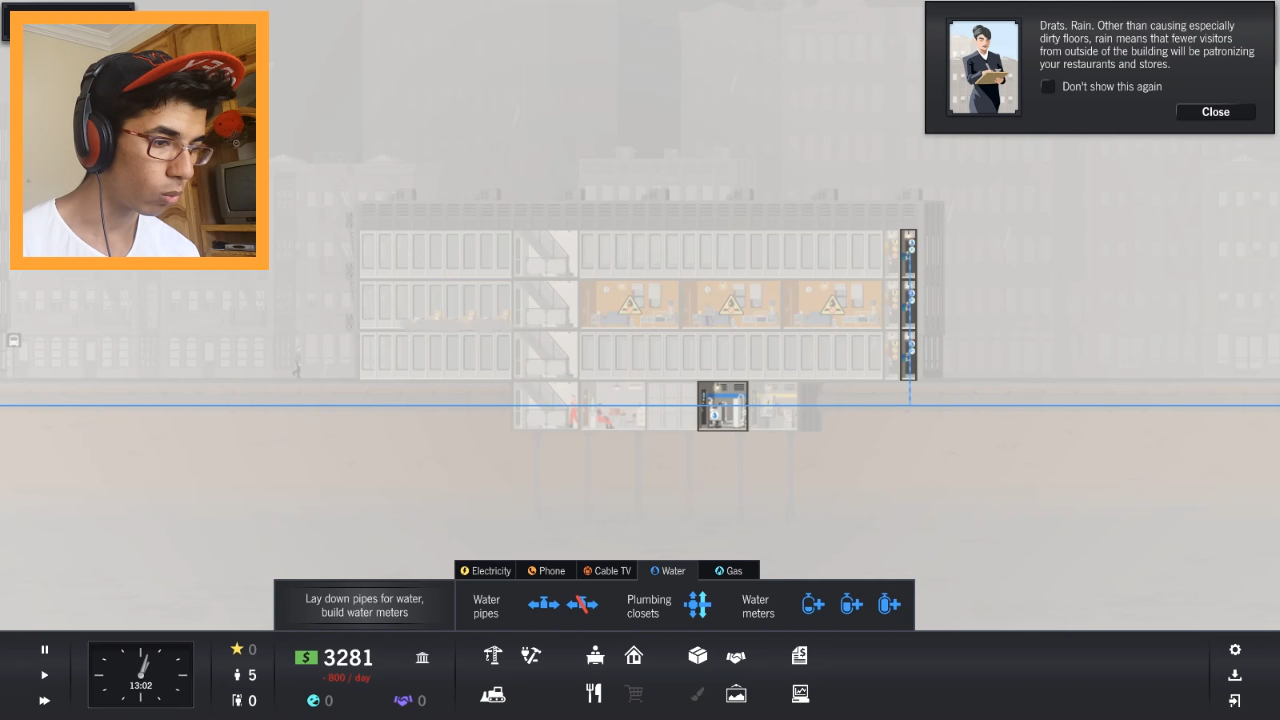 Drats. Rain. Other than causing especially
dirty floors, rain means that fewer visitors
from outside of the building will be patronizing
your restaurants and stores.
Don't show this again
Close
Electricity
Phone
Cable TV
Water
Gas
Lay down pipes for water,
build water meters
Water
pipes
Plumbing
closets
Water
meters
13:02
0
5
0
$ 3281
- 800 / day
0
0